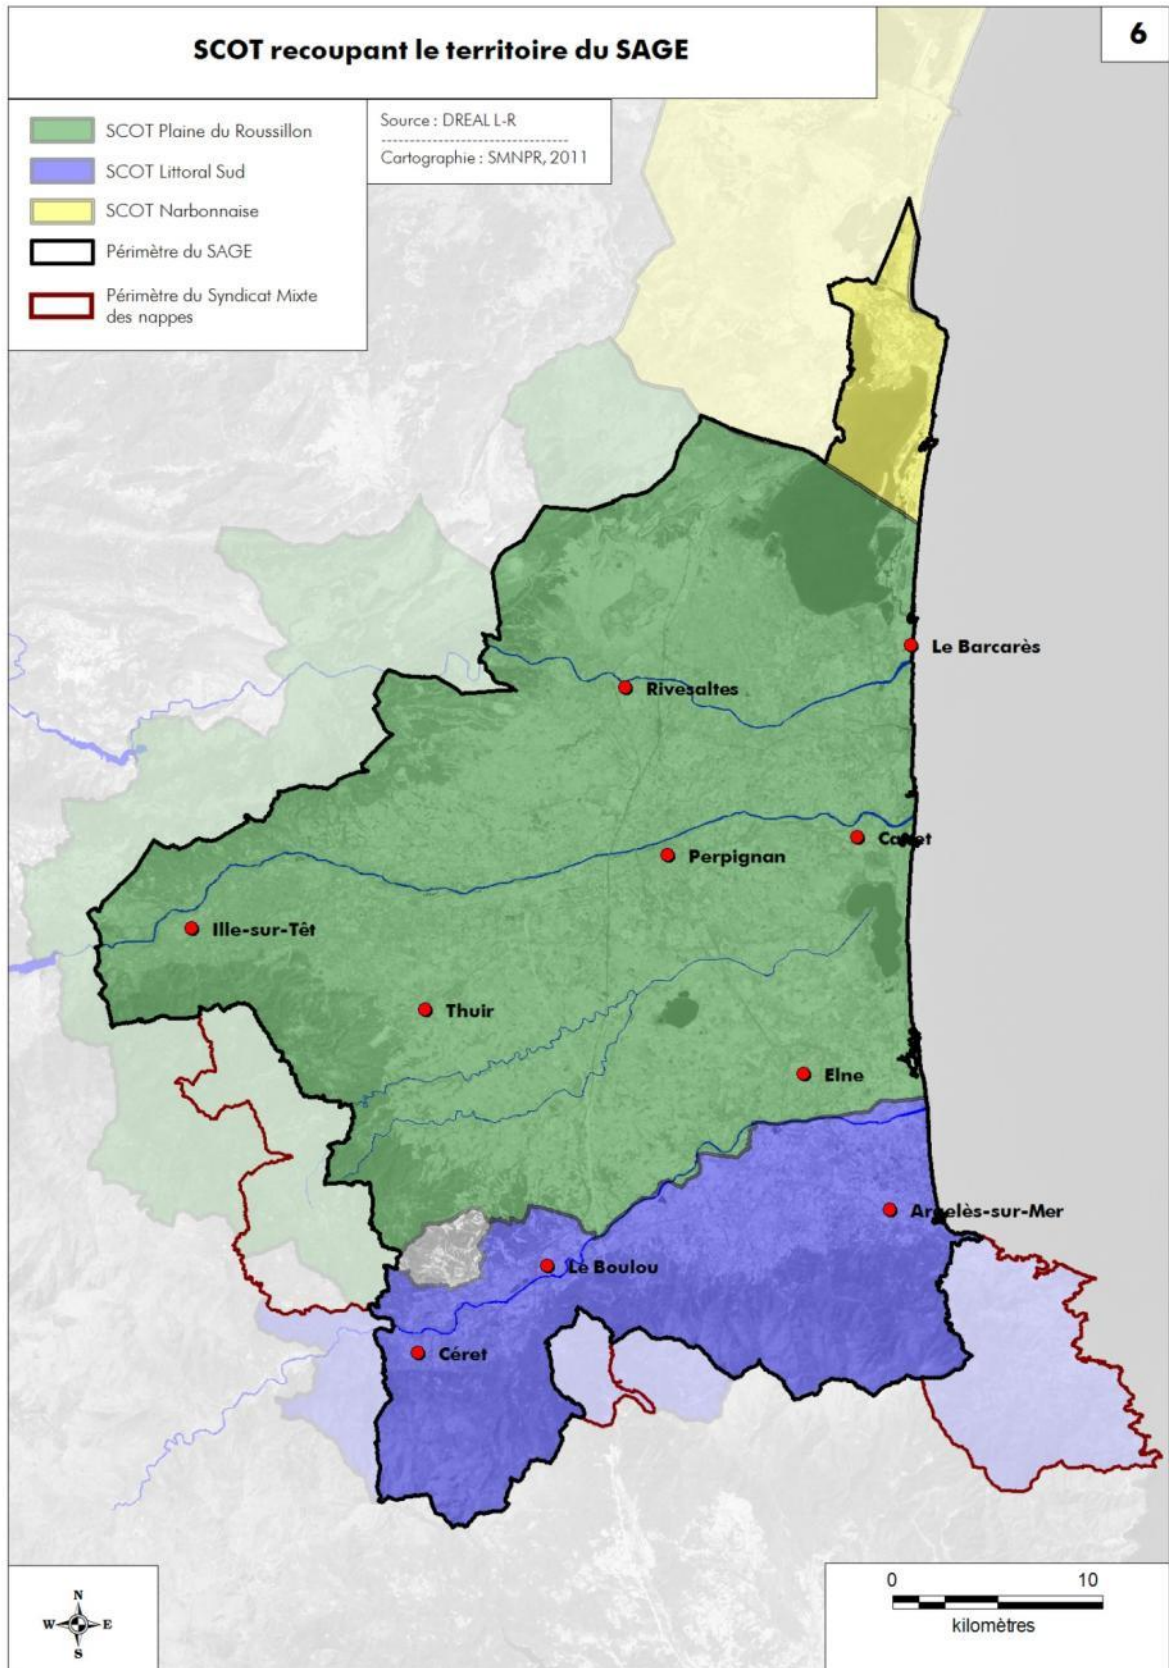 SCOT recoupant le territoire du SAGE
6
SCOT Plaine du Roussillon
SCOT Littoral Sud
SCOT Narbonnaise
Périmètre du SAGE
Périmètre du Syndicat Mixte
des nappes
Source : DREAL L-R
Cartographie : SMNPR, 2011
Le Barcarès
Rivesaltes
Canet
Perpignan
Ille-sur-Têt
Thuir
Elne
Argelès-sur-Mer
Le Boulou
Céret
N
W E
S
0 10
kilomètres